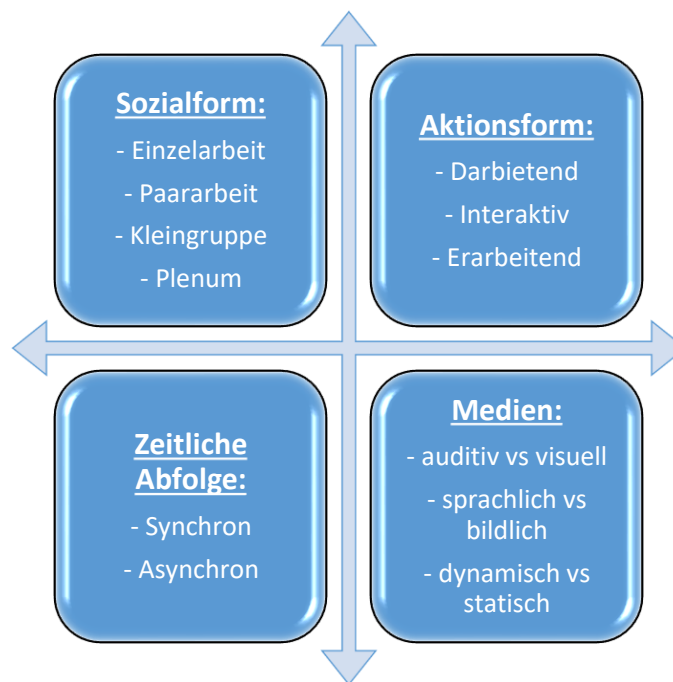 Sozialform:
- Einzelarbeit
- Paararbeit
- Kleingruppe
- Plenum
Aktionsform:
- Darbietend
- Interaktiv
- Erarbeitend
Zeitliche
Abfolge:
- Synchron
- Asynchron
Medien:
- auditiv vs visuell
- sprachlich vs
bildlich
- dynamisch vs
statisch